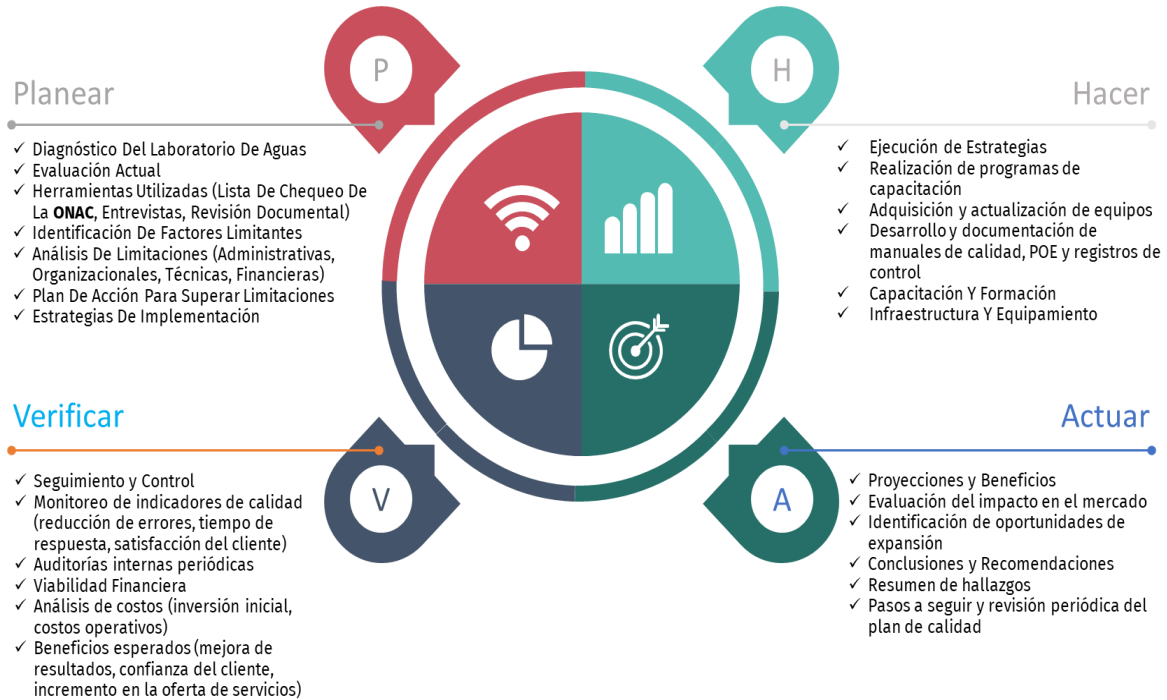 P
Planear
✓ Diagnóstico Del Laboratorio De Aguas
✓ Evaluación Actual
✓ Herramientas Utilizadas (Lista De Chequeo De
La ONAC, Entrevistas, Revisión Documental)
✓ Identificación De Factores Limitantes
✓ Análisis De Limitaciones (Administrativas,
Organizacionales, Técnicas, Financieras)
✓ Plan De Acción Para Superar Limitaciones
✓ Estrategias De Implementación
H
Hacer
✓ Ejecución de Estrategias
✓ Realización de programas de
capacitación
✓ Adquisición y actualización de equipos
✓ Desarrollo y documentación de
manuales de calidad, POE y registros de
control
✓ Capacitación Y Formación
✓ Infraestructura Y Equipamiento
Verificar
V
✓ Seguimiento y Control
✓ Monitoreo de indicadores de calidad
(reducción de errores, tiempo de
respuesta, satisfacción del cliente)
✓ Auditorías internas periódicas
✓ Viabilidad Financiera
✓ Análisis de costos (inversión inicial,
costos operativos)
✓ Beneficios esperados (mejora de
resultados, confianza del cliente,
incremento en la oferta de servicios)
Actuar
A
✓ Proyecciones y Beneficios
✓ Evaluación del impacto en el mercado
✓ Identificación de oportunidades de
expansión
✓ Conclusiones y Recomendaciones
✓ Resumen de hallazgos
✓ Pasos a seguir y revisión periódica del
plan de calidad